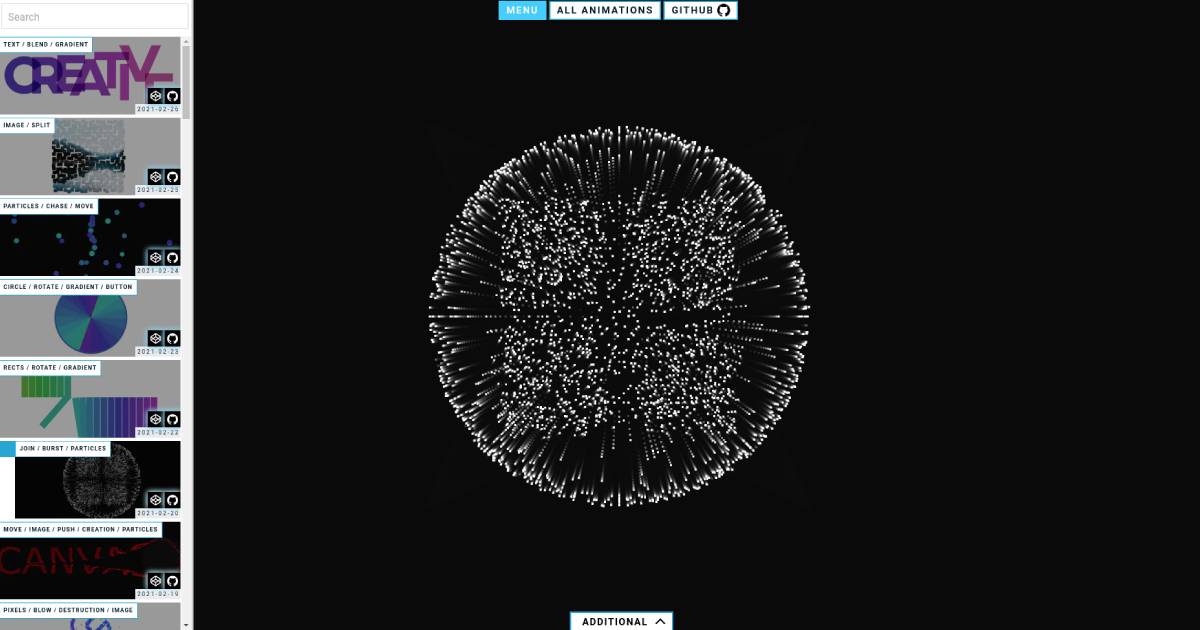 Search
MENU
ALL ANIMATIONS
GITHUB
TEXT / BLEND / GRADIENT
CREATIV
2021-02-26
IMAGE / SPLIT
2021-02-25
PARTICLES / CHASE / MOVE
2021-02-24
CIRCLE / ROTATE / GRADIENT / BUTTON
2021-02-23
RECTS / ROTATE / GRADIENT
2021-02-22
JOIN / BURST / PARTICLES
2021-02-20
MOVE / IMAGE / PUSH / CREATION / PARTICLES
CANVAS
2021-02-19
PIXELS / BLOW / DESTRUCTION / IMAGE
ADDITIONAL